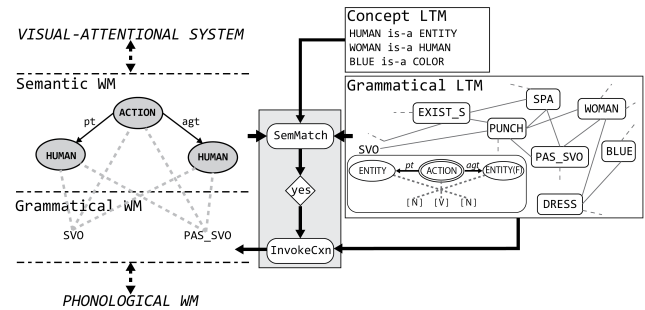 VISUAL-ATTENTIONAL SYSTEM
Semantic WM
ACTION
pt
agt
HUMAN
HUMAN
Grammatical WM
SVO
PAS_SVO
PHONOLOGICAL WM
SemMatch
yes
InvokeCxn
Concept LTM
HUMAN is-a ENTITY
WOMAN is-a HUMAN
BLUE is-a COLOR
Grammatical LTM
SPA
EXIST_S
WOMAN
PUNCH
SVO
PAS_SVO
BLUE
pt
agt
ENTITY
ACTION
ENTITY(F)
[N] [V] [N]
DRESS